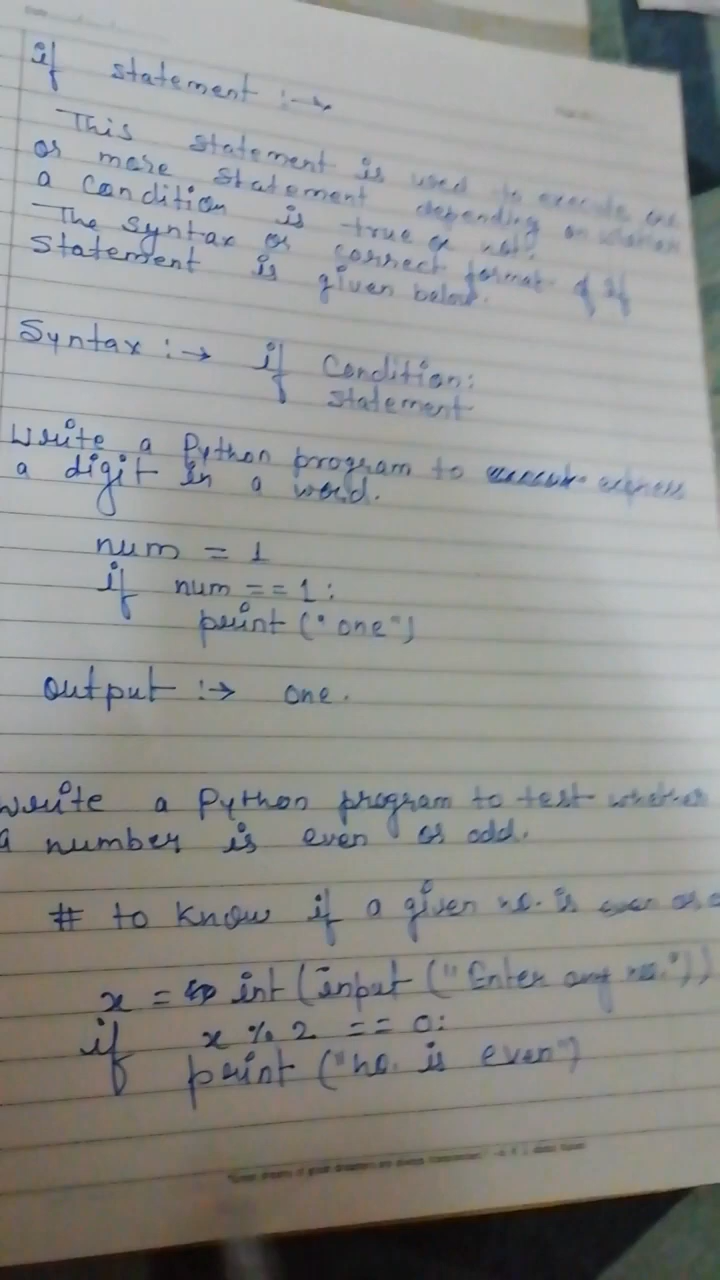 if statement :→
This statement is used to execute one
or more statement depending on whether
a condition is true or not.
The syntax or correct format of if
statement is given below.
Syntax :→ if Condition:
statement
Write a Python program to express
a digit in a word.
num = 1
if num == 1:
print ("one")
output :→ one.
Write a Python program to test whether
a number is even or odd.
# to know if a given no. is even or
x = int (input ("Enter any no."))
if x % 2 == 0:
print ("no. is even")